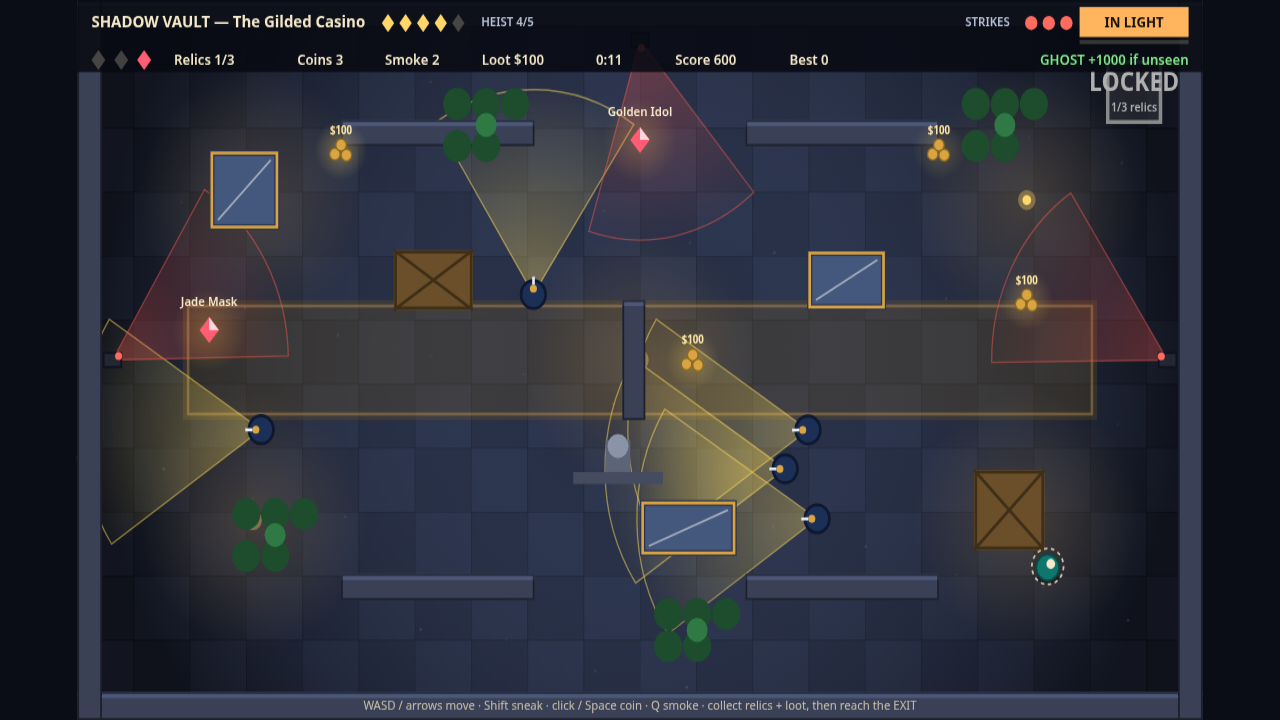 SHADOW VAULT — The Gilded Casino
HEIST 4/5
STRIKES
IN LIGHT
Relics 1/3
Coins 3
Smoke 2
Loot $100
0:11
Score 600
Best 0
GHOST +1000 if unseen
LOCKED
1/3 relics
Golden Idol
$100
$100
$100
Jade Mask
$100
WASD / arrows move · Shift sneak · click / Space coin · Q smoke · collect relics + loot, then reach the EXIT